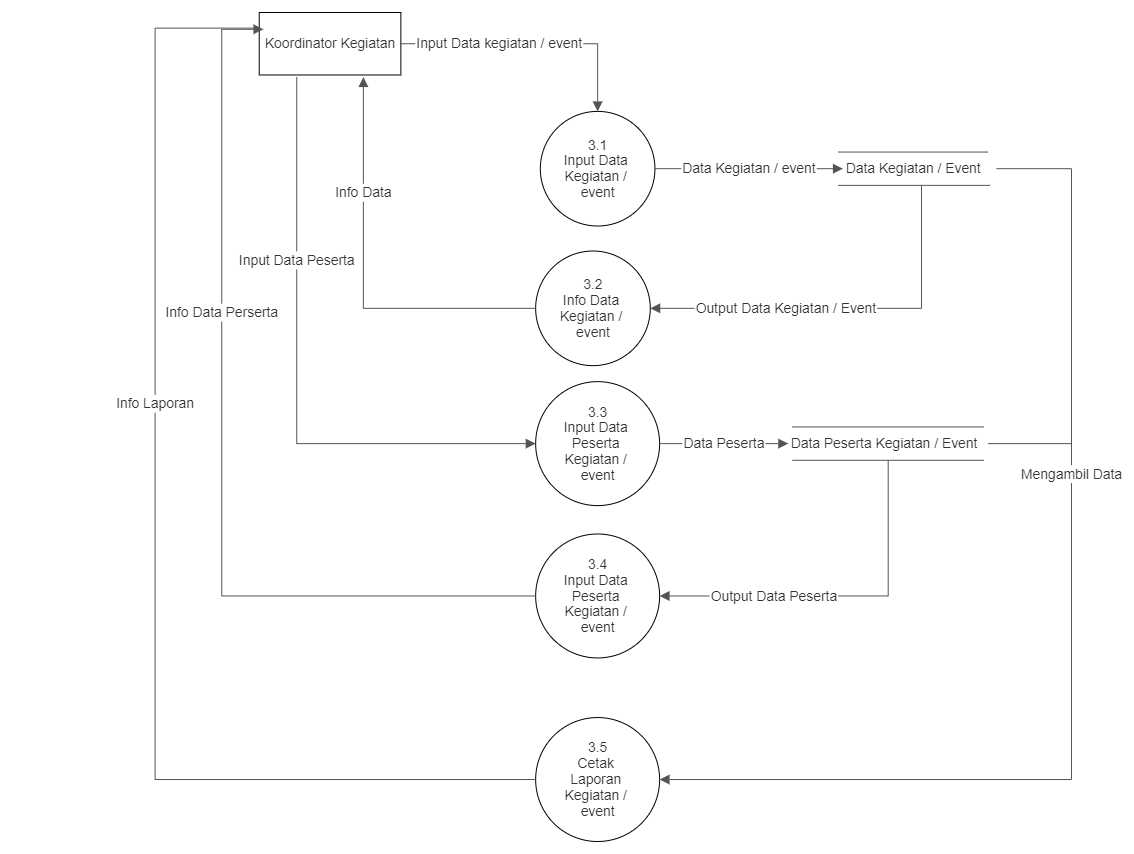 Koordinator Kegiatan
Input Data kegiatan / event
3.1
Input Data
Kegiatan /
event
Data Kegiatan / event
Data Kegiatan / Event
Info Data
Input Data Peserta
3.2
Info Data
Kegiatan /
event
Output Data Kegiatan / Event
Info Data Perserta
Info Laporan
3.3
Input Data
Peserta
Kegiatan /
event
Data Peserta
Data Peserta Kegiatan / Event
Mengambil Data
3.4
Input Data
Peserta
Kegiatan /
event
Output Data Peserta
3.5
Cetak
Laporan
Kegiatan /
event